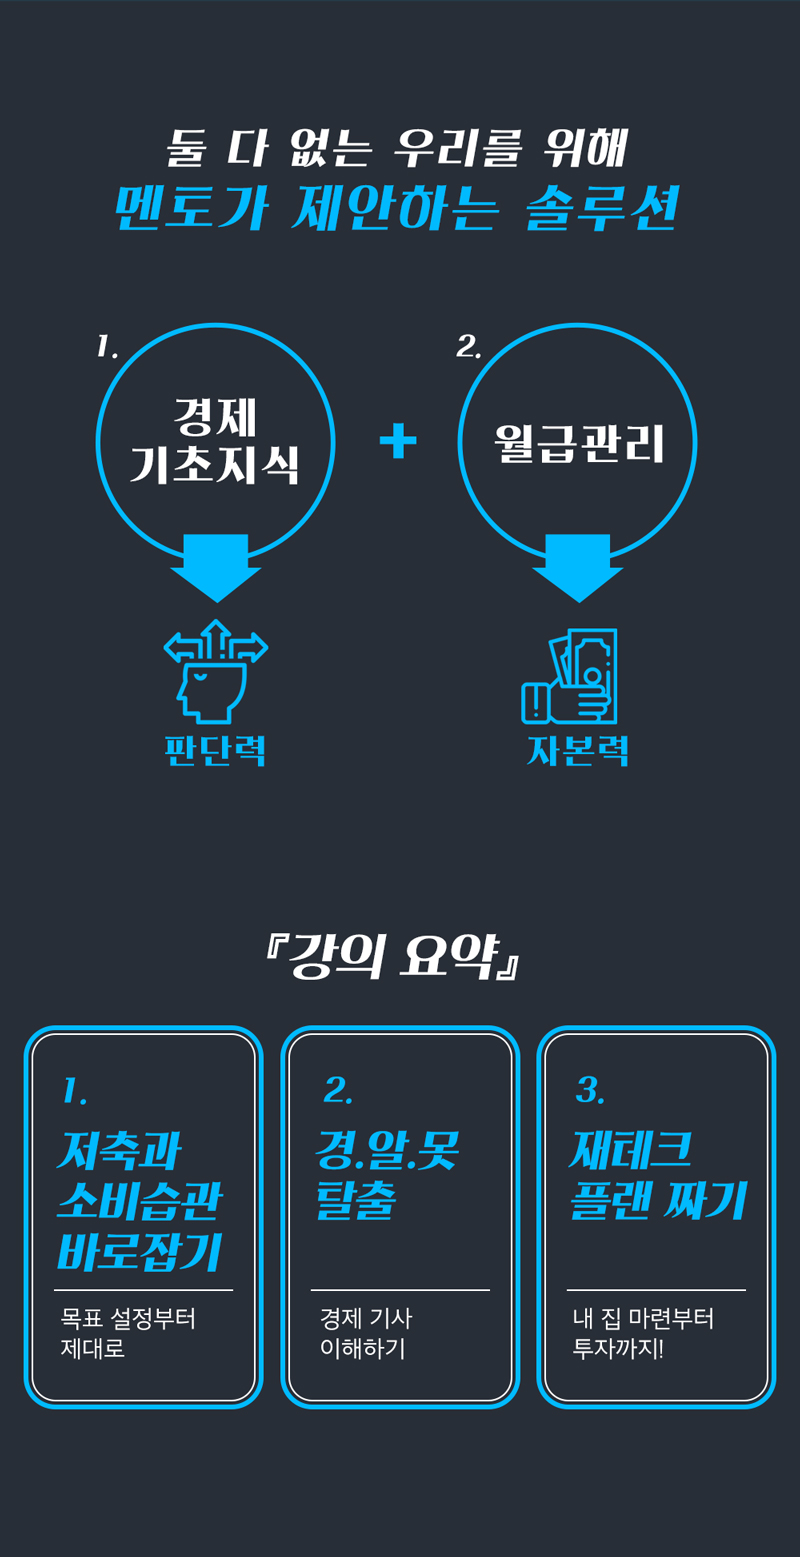 둘 다 없는 우리를 위해
멘토가 제안하는 솔루션
1.
경제
기초지식
+
2.
월급관리
판단력
자본력
『강의 요약』
1.
저축과
소비습관
바로잡기
목표 설정부터
제대로
2.
경.알.못
탈출
경제 기사
이해하기
3.
재테크
플랜 짜기
내 집 마련부터
투자까지!